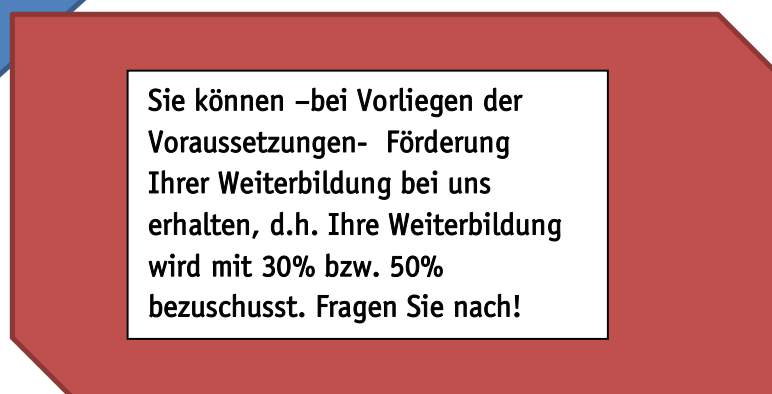 Sie können –bei Vorliegen der
Voraussetzungen-  Förderung
Ihrer Weiterbildung bei uns
erhalten, d.h. Ihre Weiterbildung
wird mit 30% bzw. 50%
bezuschusst. Fragen Sie nach!